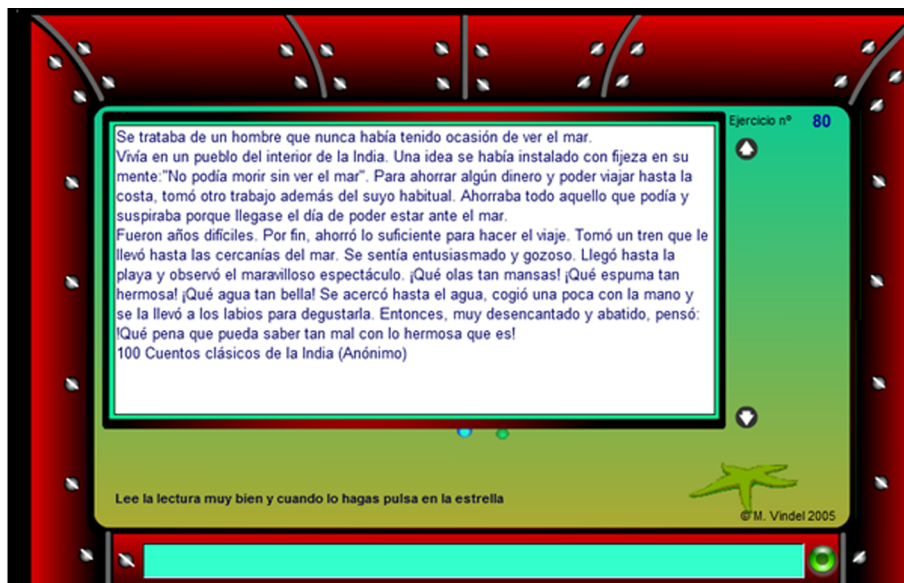 Se trataba de un hombre que nunca había tenido ocasión de ver el mar.
Vivía en un pueblo del interior de la India. Una idea se había instalado con fijeza en su
mente:"No podía morir sin ver el mar". Para ahorrar algún dinero y poder viajar hasta la
costa, tomó otro trabajo además del suyo habitual. Ahorraba todo aquello que podía y
suspiraba porque llegase el día de poder estar ante el mar.
Fueron años difíciles. Por fin, ahorró lo suficiente para hacer el viaje. Tomó un tren que le
llevó hasta las cercanías del mar. Se sentía entusiasmado y gozoso. Llegó hasta la
playa y observó el maravilloso espectáculo. ¡Qué olas tan mansas! ¡Qué espuma tan
hermosa! ¡Qué agua tan bella! Se acercó hasta el agua, cogió una poca con la mano y
se la llevó a los labios para degustarla. Entonces, muy desencantado y abatido, pensó:
!Qué pena que pueda saber tan mal con lo hermosa que es!
100 Cuentos clásicos de la India (Anónimo)
Ejercicio nº 80
Lee la lectura muy bien y cuando lo hagas pulsa en la estrella
© M. Vindel 2005